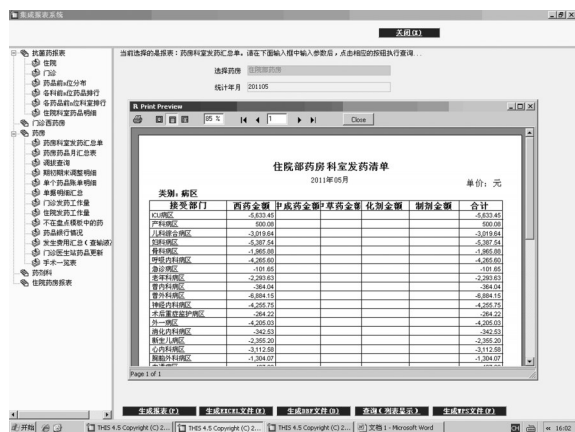 集成报表系统
关闭(X)
抗菌药报表
住院
门诊
药品前n位分布
各科前n位药品排行
各药品前n位科室排行
住院科室药品明细
门诊西药房
药房
药房科室发药汇总单
药房药品月汇总表
调拨查询
期初期末调整明细
单个药品账单明细
单据明细汇总
门诊发药工作量
住院发药工作量
不在盘点模板中的药
药品排行情况
发生费用汇总(查输液
门诊医生站药品更新
手术一览表
药剂科
住院药房报表
当前选择的是报表：药房科室发药汇总单。请在下面输入框中输入参数后，点击相应的按钮执行查询...
选择药房 住院部药房
统计年月 201105
Print Preview
85 % 1 Close
住院部药房科室发药清单
2011年05月
单价：元
类别：病区
接受部门 西药金额 中成药金额 中草药金额 化剂金额 制剂金额 合计
ICU病区 -5,633.45 -5,633.45
产科病区 500.08 500.08
儿科综合病区 -3,019.64 -3,019.64
妇科病区 -5,387.54 -5,387.54
骨科病区 -1,965.88 -1,965.88
呼吸内科病区 -4,265.60 -4,265.60
急诊病区 -101.65 -101.65
老年科病区 -2,293.63 -2,293.63
普内科病区 -364.04 -364.04
普外科病区 -6,884.15 -6,884.15
神经内科病区 -4,255.75 -4,255.75
术后重症监护病区 -264.22 -264.22
外一病区 -4,205.03 -4,205.03
消化内科病区 -342.53 -342.53
新生儿病区 -2,355.20 -2,355.20
心内科病区 -3,112.58 -3,112.58
胸脑外科病区 -1,304.07 -1,304.07
Page 1 of 1
生成报表(P) 生成EXCEL文件(E) 生成DBF文件(D) 查询(列表显示) 生成WPS文件(F)
开始 THIS 4.5 Copyright (C) 2... THIS 4.5 Copyright (C) 2... THIS 4.5 Copyright (C) 2... 文档 1 - Microsoft Word 16:02